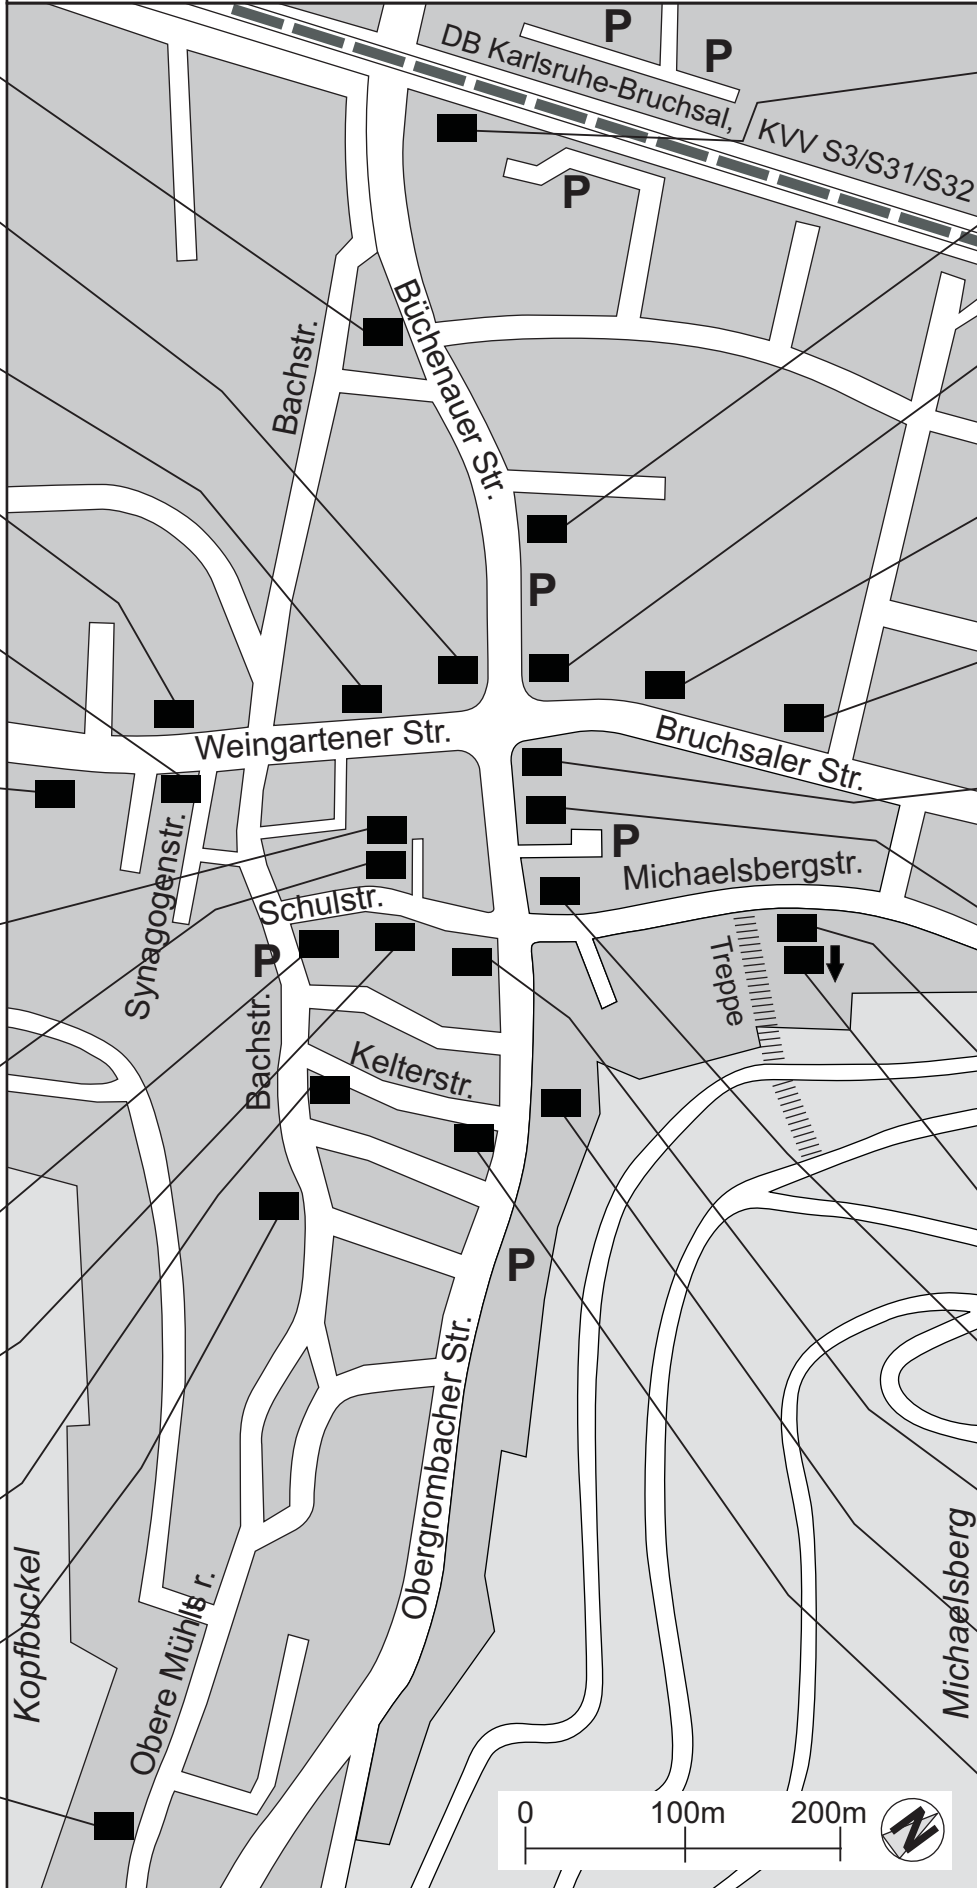 P
P
DB Karlsruhe-Bruchsal,
KVV S3/S31/S32
P
Büchenauer Str.
Bachstr.
P
Weingartener Str.
Bruchsaler Str.
Synagogenstr.
P
Michaelsbergstr.
Schulstr.
P
Treppe
Bachstr.
Kelterstr.
P
Obergrombacher Str.
Kopfbuckel
Obere Mühls r.
Michaelsberg
0 100m 200m
N